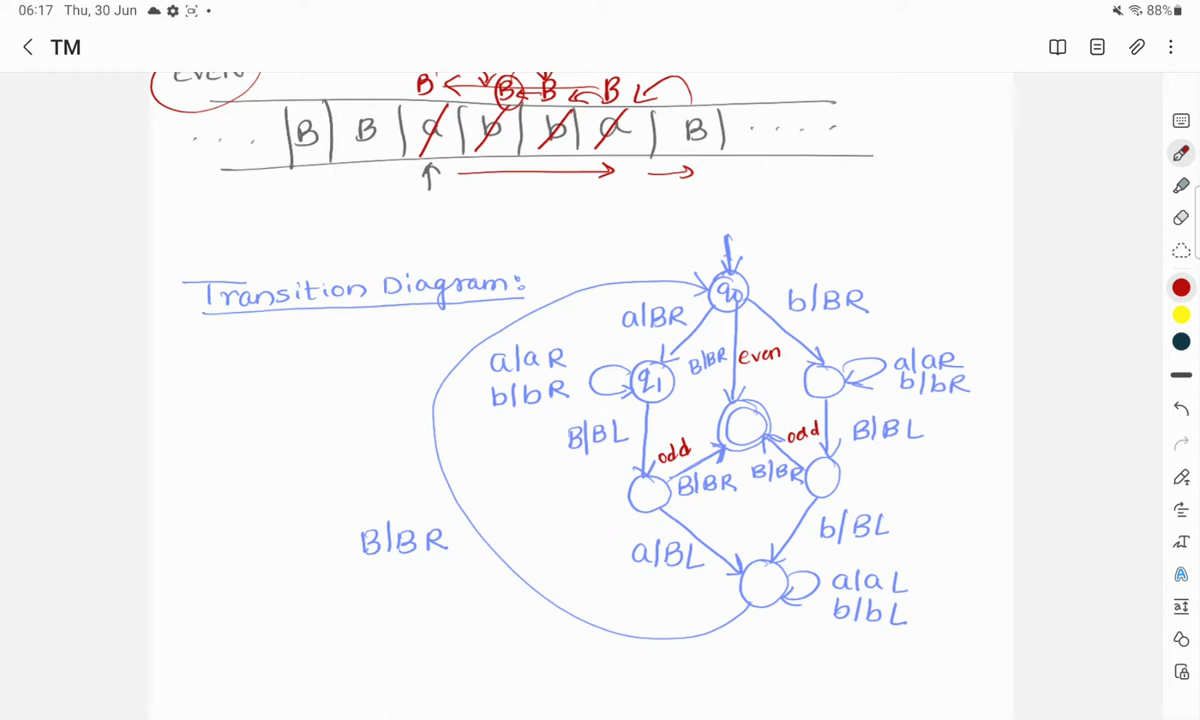 06:17 Thu, 30 Jun
88%
TM
EVEN
B B B B
.... B B a b b a B ....
Transition Diagram:
q0
a/BR
b/BR
B/BR even
a/aR
b/bR
q1
a/aR
b/bR
B/BL
B/BL
odd
odd
B/BR
B/BR
B/BR
a/BL
b/BL
a/aL
b/bL